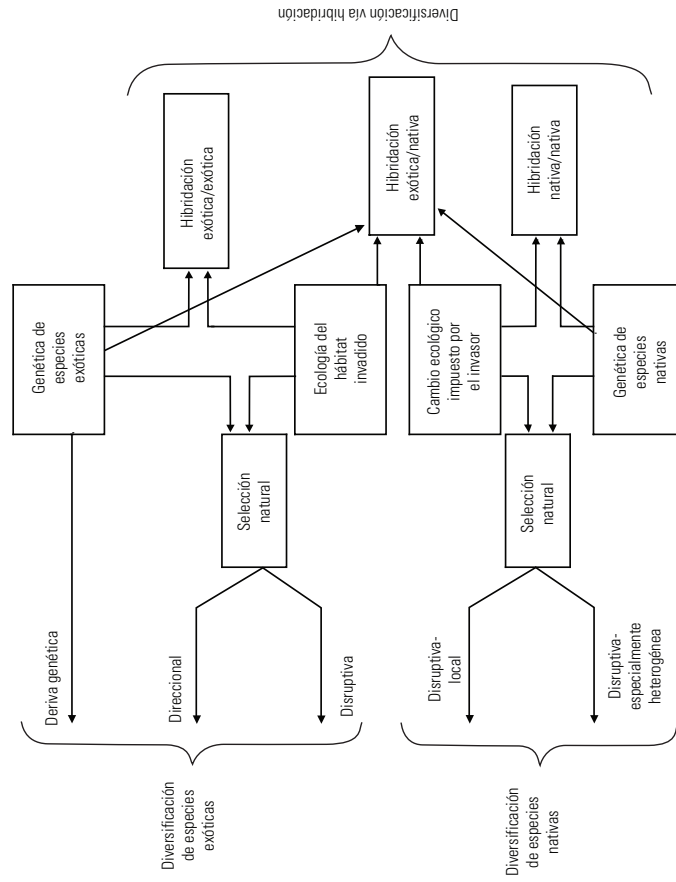 Diversificación vía hibridación
Hibridación
exótica/exótica
Hibridación
exótica/nativa
Hibridación
nativa/nativa
Genética de
especies
exóticas
Ecología del
hábitat
invadido
Cambio ecológico
impuesto por
el invasor
Genética de
especies
nativas
Selección
natural
Selección
natural
Deriva genética
Direccional
Disruptiva
Disruptiva-
local
Disruptiva-
especialmente
heterogénea
Diversificación
de especies
exóticas
Diversificación
de especies
nativas